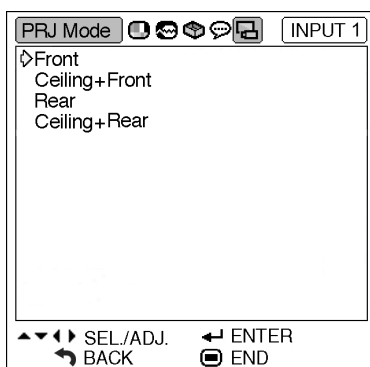 PRJ Mode INPUT 1
Front
Ceiling+Front
Rear
Ceiling+Rear
SEL./ADJ. ENTER
BACK END